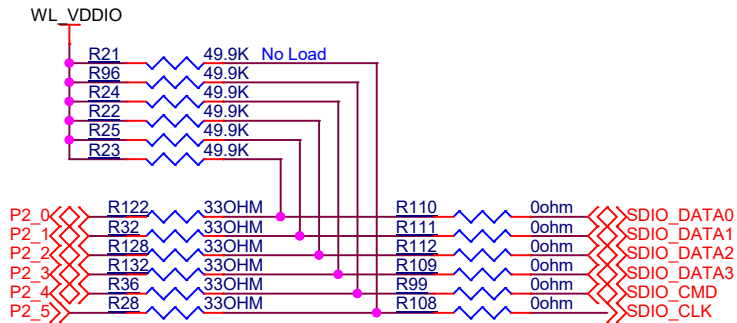 WL_VDDIO
R21 49.9K No Load
R96 49.9K
R24 49.9K
R22 49.9K
R25 49.9K
R23 49.9K
P2_0 R122 33OHM R110 0ohm SDIO_DATA0
P2_1 R32 33OHM R111 0ohm SDIO_DATA1
P2_2 R128 33OHM R112 0ohm SDIO_DATA2
P2_3 R132 33OHM R109 0ohm SDIO_DATA3
P2_4 R36 33OHM R99 0ohm SDIO_CMD
P2_5 R28 33OHM R108 0ohm SDIO_CLK